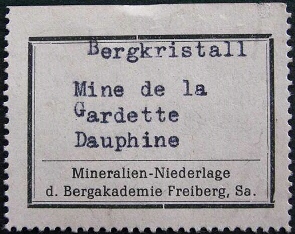 Bergkristall
Mine de la
Gardette
Dauphine
Mineralien-Niederlage
d. Bergakademie Freiberg, Sa.